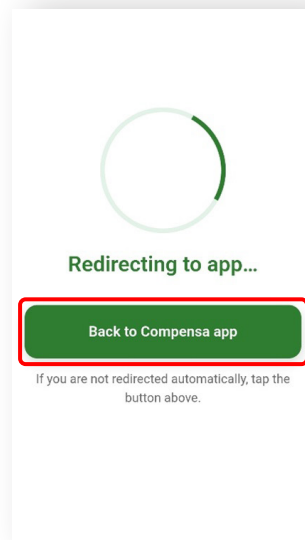 Redirecting to app...
Back to Compensa app
If you are not redirected automatically, tap the
button above.